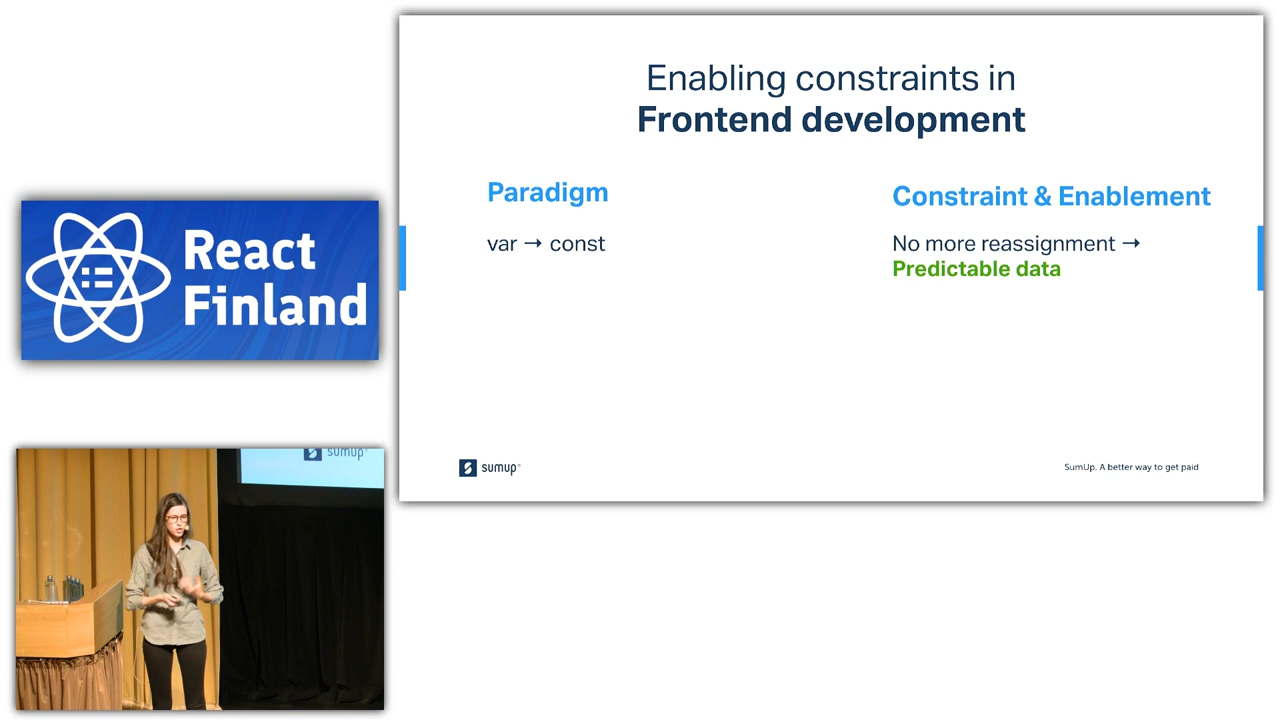 React
Finland
sumup
Enabling constraints in
Frontend development
Paradigm
var → const
Constraint & Enablement
No more reassignment →
Predictable data
sumup®
SumUp. A better way to get paid